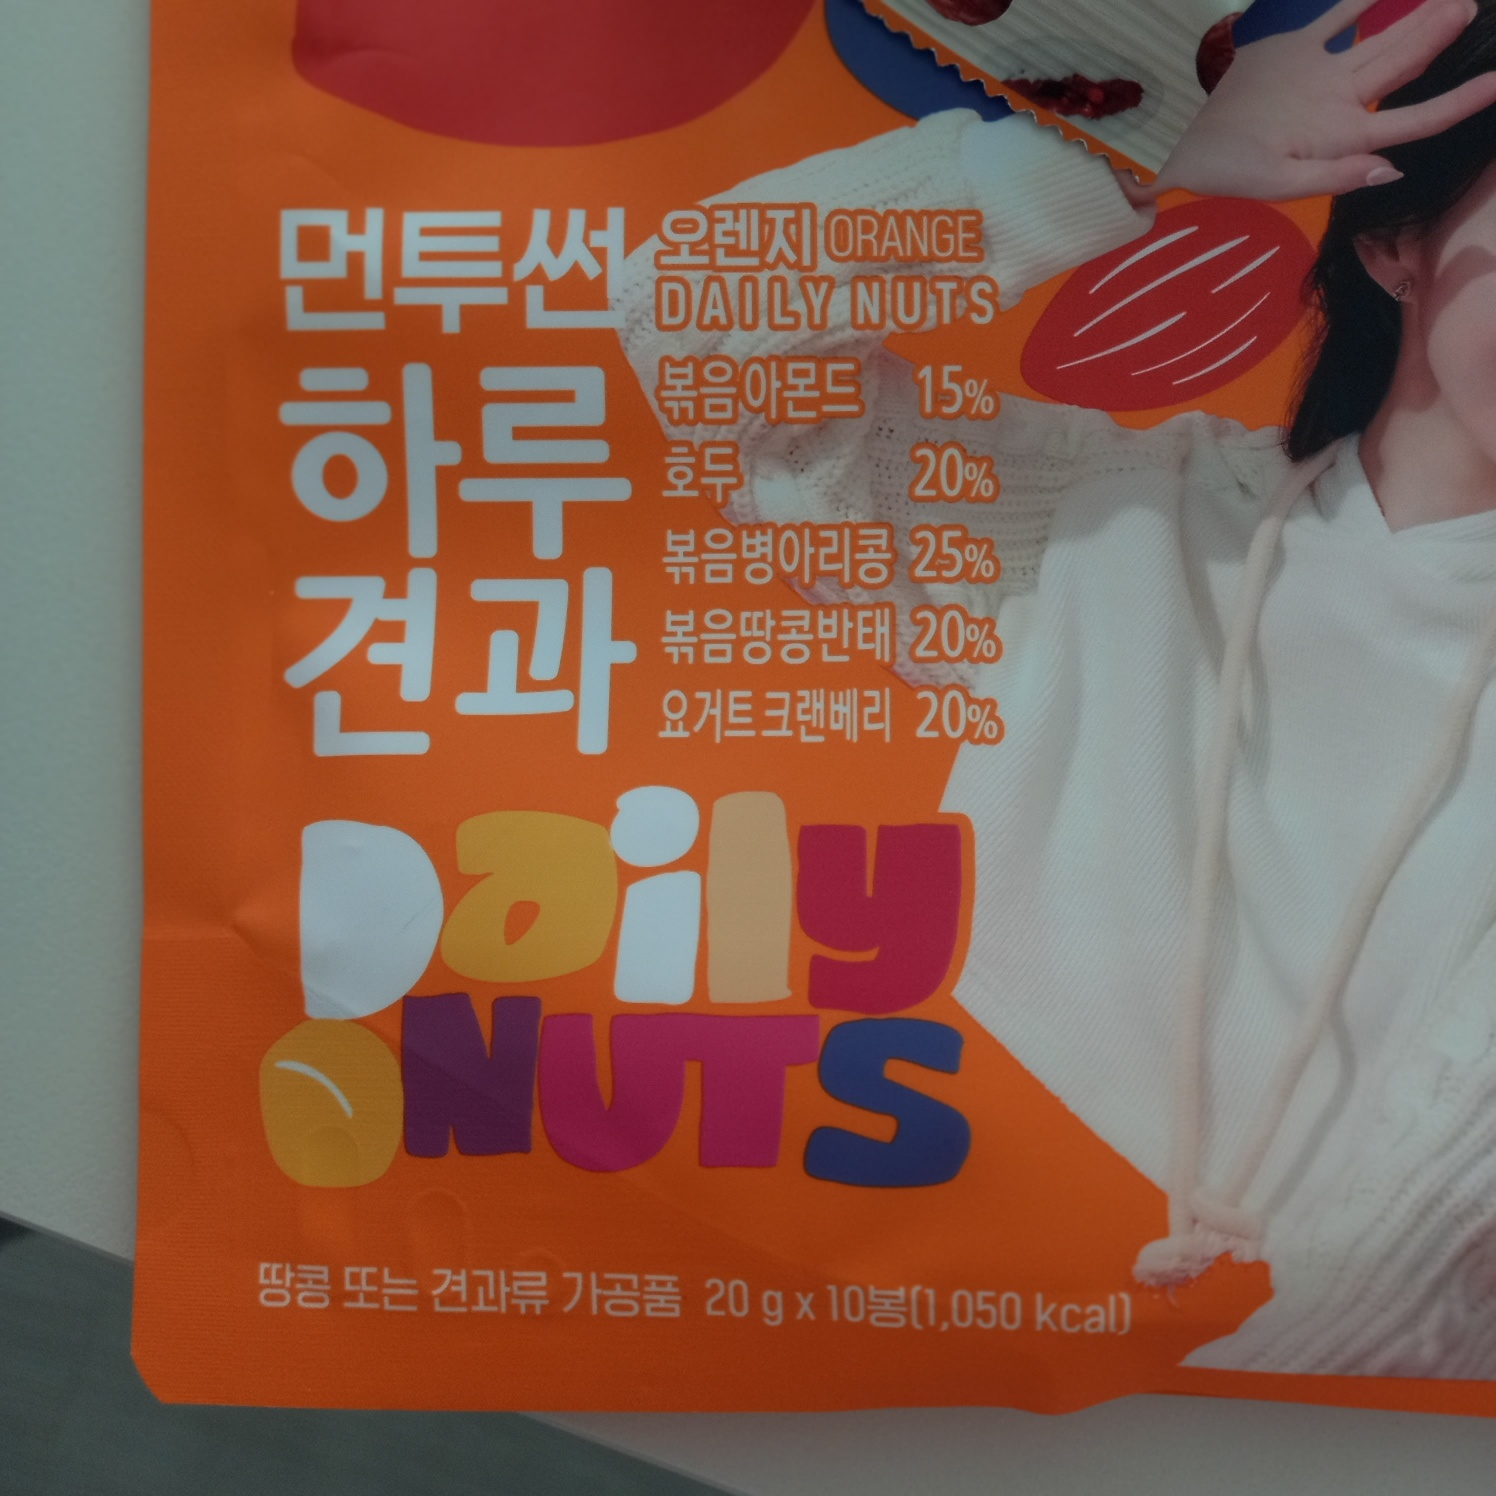 먼투썬
하루
견과
오렌지 ORANGE
DAILY NUTS
볶음아몬드 15%
호두 20%
볶음병아리콩 25%
볶음땅콩반태 20%
요거트크랜베리 20%
Daily
NUTS
땅콩 또는 견과류 가공품 20 g x 10봉(1,050 kcal)